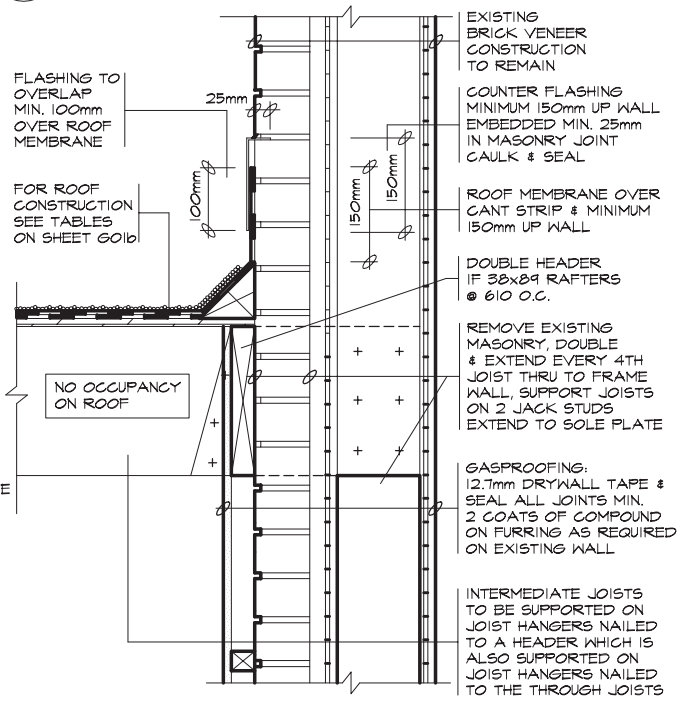 EXISTING
BRICK VENEER
CONSTRUCTION
TO REMAIN
FLASHING TO
OVERLAP
MIN. 100mm
OVER ROOF
MEMBRANE
25mm
COUNTER FLASHING
MINIMUM 150mm UP WALL
EMBEDDED MIN. 25mm
IN MASONRY JOINT
CAULK & SEAL
FOR ROOF
CONSTRUCTION
SEE TABLES
ON SHEET G01b
100mm
150mm
150mm
ROOF MEMBRANE OVER
CANT STRIP & MINIMUM
150mm UP WALL
DOUBLE HEADER
IF 38x89 RAFTERS
@ 610 O.C.
REMOVE EXISTING
MASONRY, DOUBLE
& EXTEND EVERY 4TH
JOIST THRU TO FRAME
WALL, SUPPORT JOISTS
ON 2 JACK STUDS
EXTEND TO SOLE PLATE
NO OCCUPANCY
ON ROOF
GASPROOFING:
12.7mm DRYWALL TAPE &
SEAL ALL JOINTS MIN.
2 COATS OF COMPOUND
ON FURRING AS REQUIRED
ON EXISTING WALL
INTERMEDIATE JOISTS
TO BE SUPPORTED ON
JOIST HANGERS NAILED
TO A HEADER WHICH IS
ALSO SUPPORTED ON
JOIST HANGERS NAILED
TO THE THROUGH JOISTS